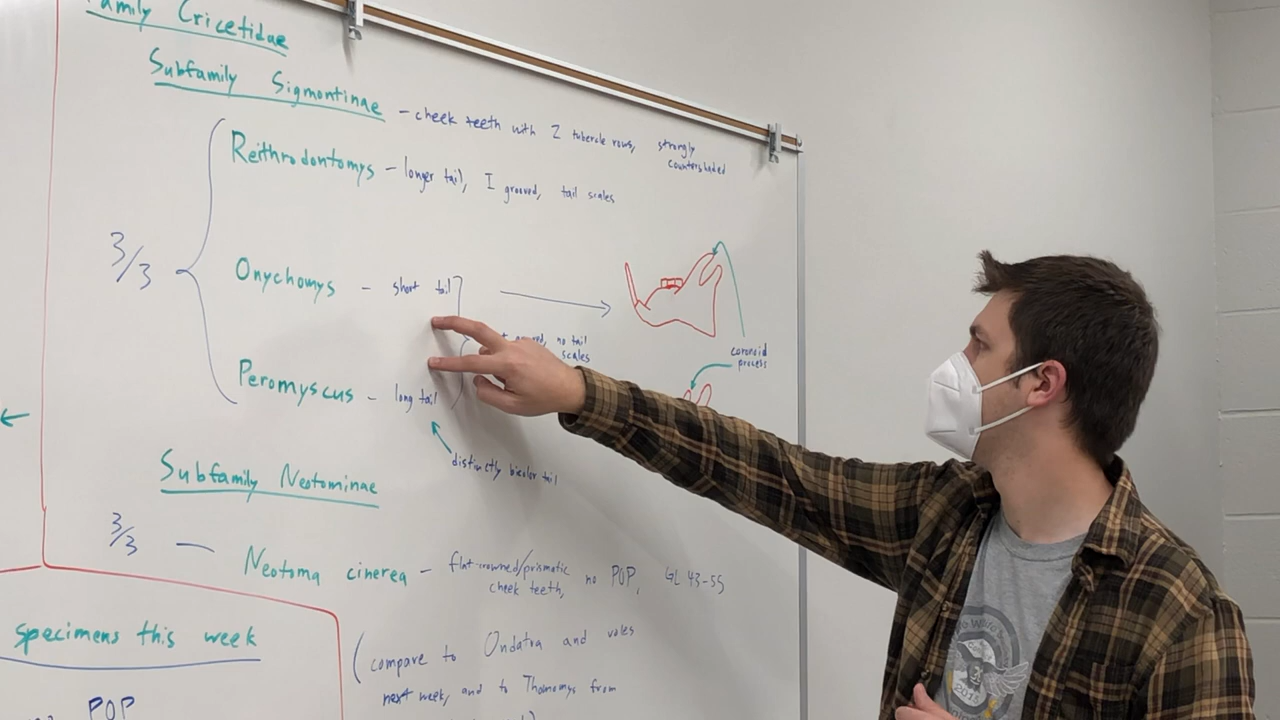 Family Cricetidae
Subfamily Sigmontinae - cheek teeth with 2 tubercle rows, strongly
countershaded
Reithrodontomys - longer tail, I grooved, tail scales
3/3
Onychomys - short tail
no tail
scales
coronoid
process
Peromyscus - long tail
distinctly bicolor tail
Subfamily Neotominae
3/3 - Neotoma cinerea - flat-crowned/prismatic
cheek teeth, no POP, GL 43-55
specimens this week
(compare to Ondatra and voles
next week, and to Thomomys from
POP
2013